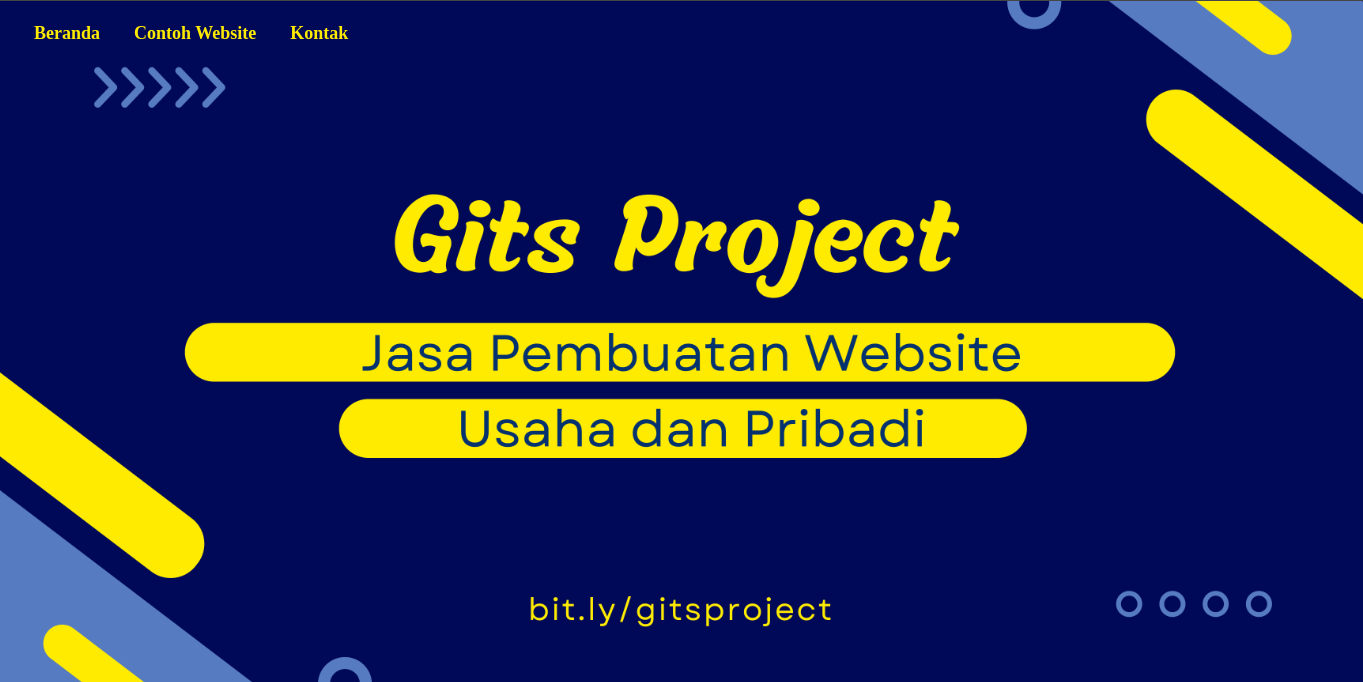 Beranda Contoh Website Kontak
Gits Project
Jasa Pembuatan Website
Usaha dan Pribadi
bit.ly/gitsproject